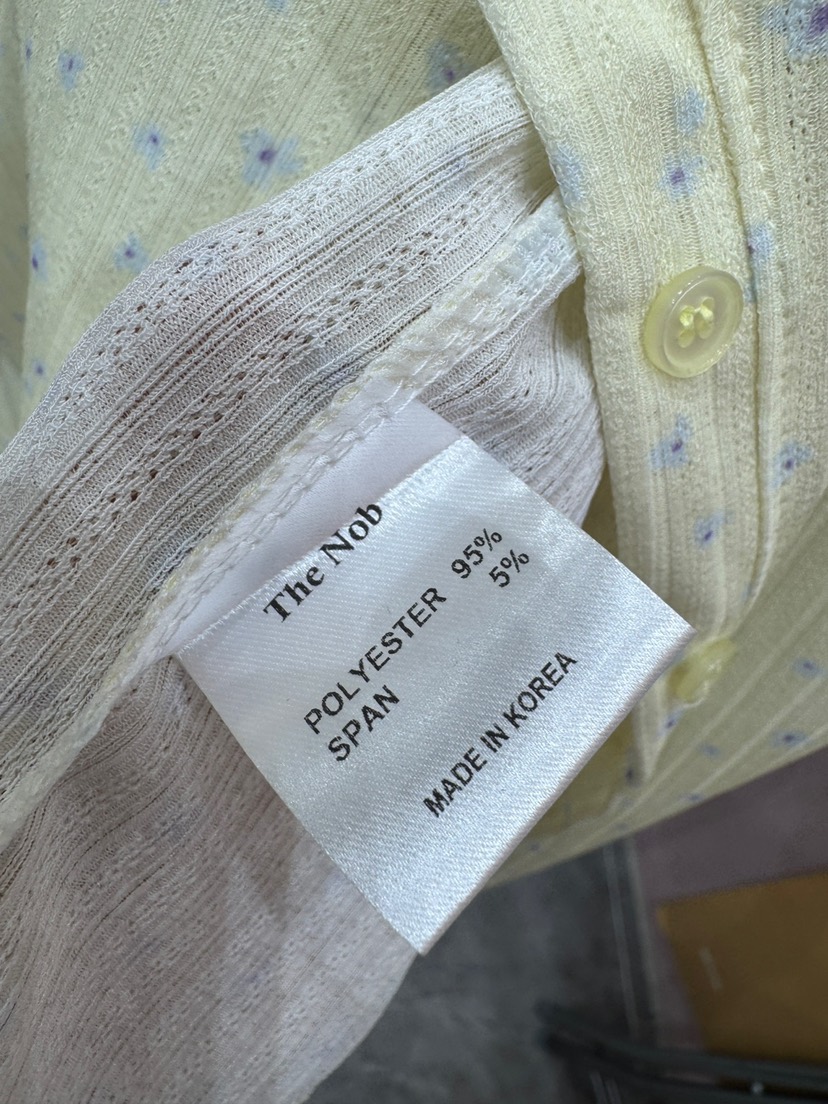 The Nob
POLYESTER 95%
SPAN 5%
MADE IN KOREA